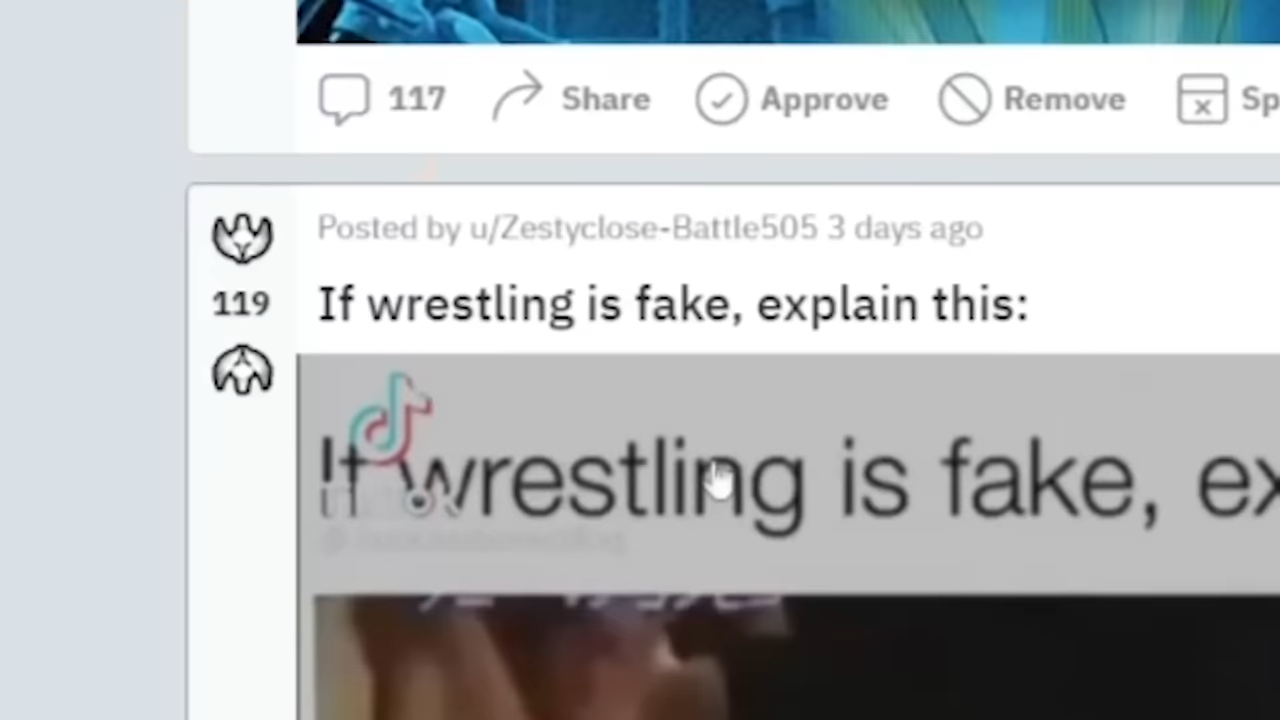 117 Share Approve Remove Sp
Posted by u/Zestyclose-Battle505 3 days ago
119
If wrestling is fake, explain this:
If wrestling is fake, ex